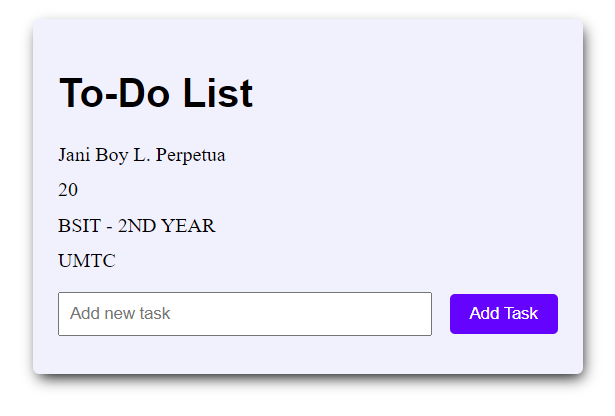 To-Do List
Jani Boy L. Perpetua
20
BSIT - 2ND YEAR
UMTC
Add new task
Add Task